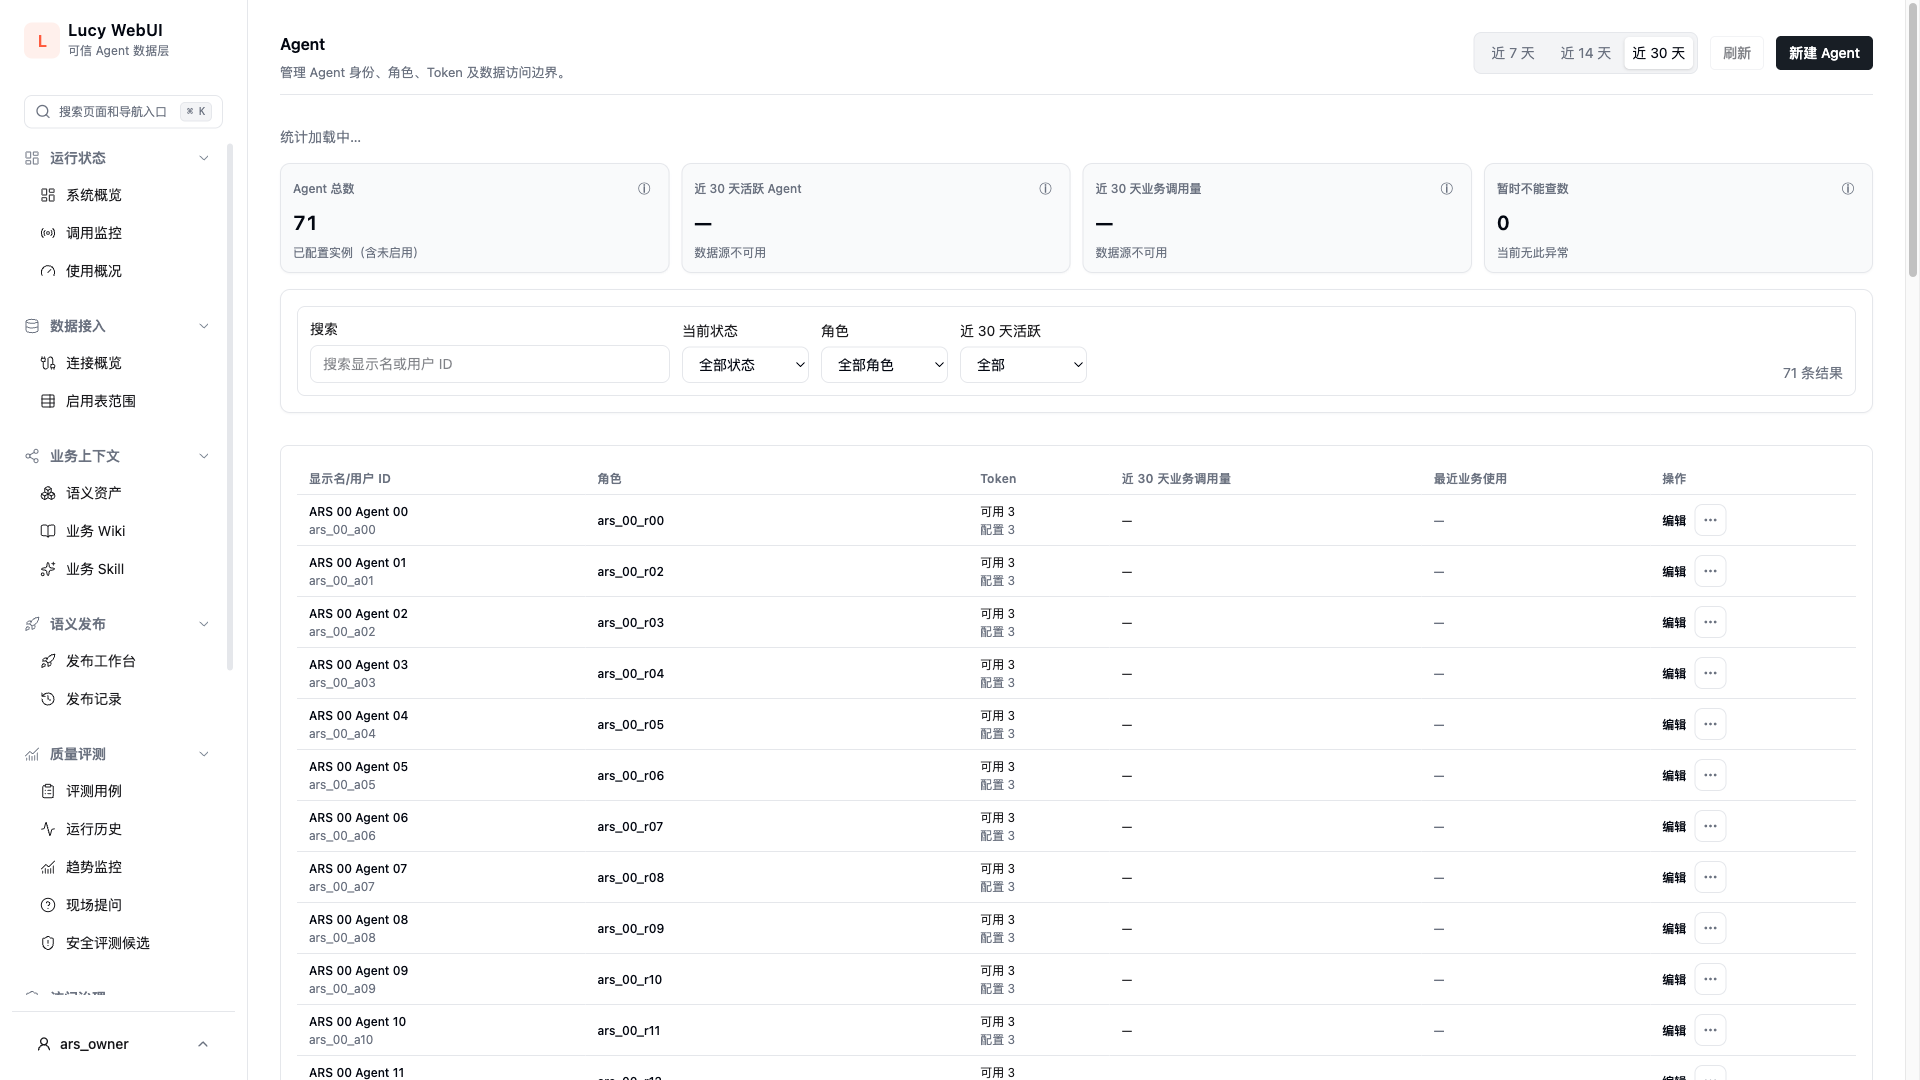 Lucy WebUI
L
可信 Agent 数据层
搜索页面和导航入口
⌘ K
运行状态
系统概览
调用监控
使用概况
数据接入
连接概览
启用表范围
业务上下文
语义资产
业务 Wiki
业务 Skill
语义发布
发布工作台
发布记录
质量评测
评测用例
运行历史
趋势监控
现场提问
安全评测候选
ars_owner
Agent
管理 Agent 身份、角色、Token 及数据访问边界。
近 7 天
近 14 天
近 30 天
刷新
新建 Agent
统计加载中...
Agent 总数
71
已配置实例（含未启用）
近 30 天活跃 Agent
—
数据源不可用
近 30 天业务调用量
—
数据源不可用
暂时不能查数
0
当前无此异常
搜索
搜索显示名或用户 ID
当前状态
全部状态
角色
全部角色
近 30 天活跃
全部
71 条结果
显示名/用户 ID 角色 Token 近 30 天业务调用量 最近业务使用 操作
ARS 00 Agent 00
ars_00_a00
ars_00_r00
可用 3
配置 3
— — 编辑 ···
ARS 00 Agent 01
ars_00_a01
ars_00_r02
可用 3
配置 3
— — 编辑 ···
ARS 00 Agent 02
ars_00_a02
ars_00_r03
可用 3
配置 3
— — 编辑 ···
ARS 00 Agent 03
ars_00_a03
ars_00_r04
可用 3
配置 3
— — 编辑 ···
ARS 00 Agent 04
ars_00_a04
ars_00_r05
可用 3
配置 3
— — 编辑 ···
ARS 00 Agent 05
ars_00_a05
ars_00_r06
可用 3
配置 3
— — 编辑 ···
ARS 00 Agent 06
ars_00_a06
ars_00_r07
可用 3
配置 3
— — 编辑 ···
ARS 00 Agent 07
ars_00_a07
ars_00_r08
可用 3
配置 3
— — 编辑 ···
ARS 00 Agent 08
ars_00_a08
ars_00_r09
可用 3
配置 3
— — 编辑 ···
ARS 00 Agent 09
ars_00_a09
ars_00_r10
可用 3
配置 3
— — 编辑 ···
ARS 00 Agent 10
ars_00_a10
ars_00_r11
可用 3
配置 3
— — 编辑 ···
ARS 00 Agent 11
可用 3